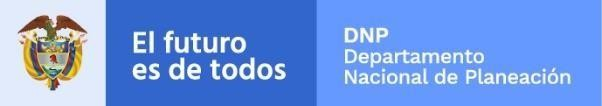 El futuro
es de todos
DNP
Departamento
Nacional de Planeación